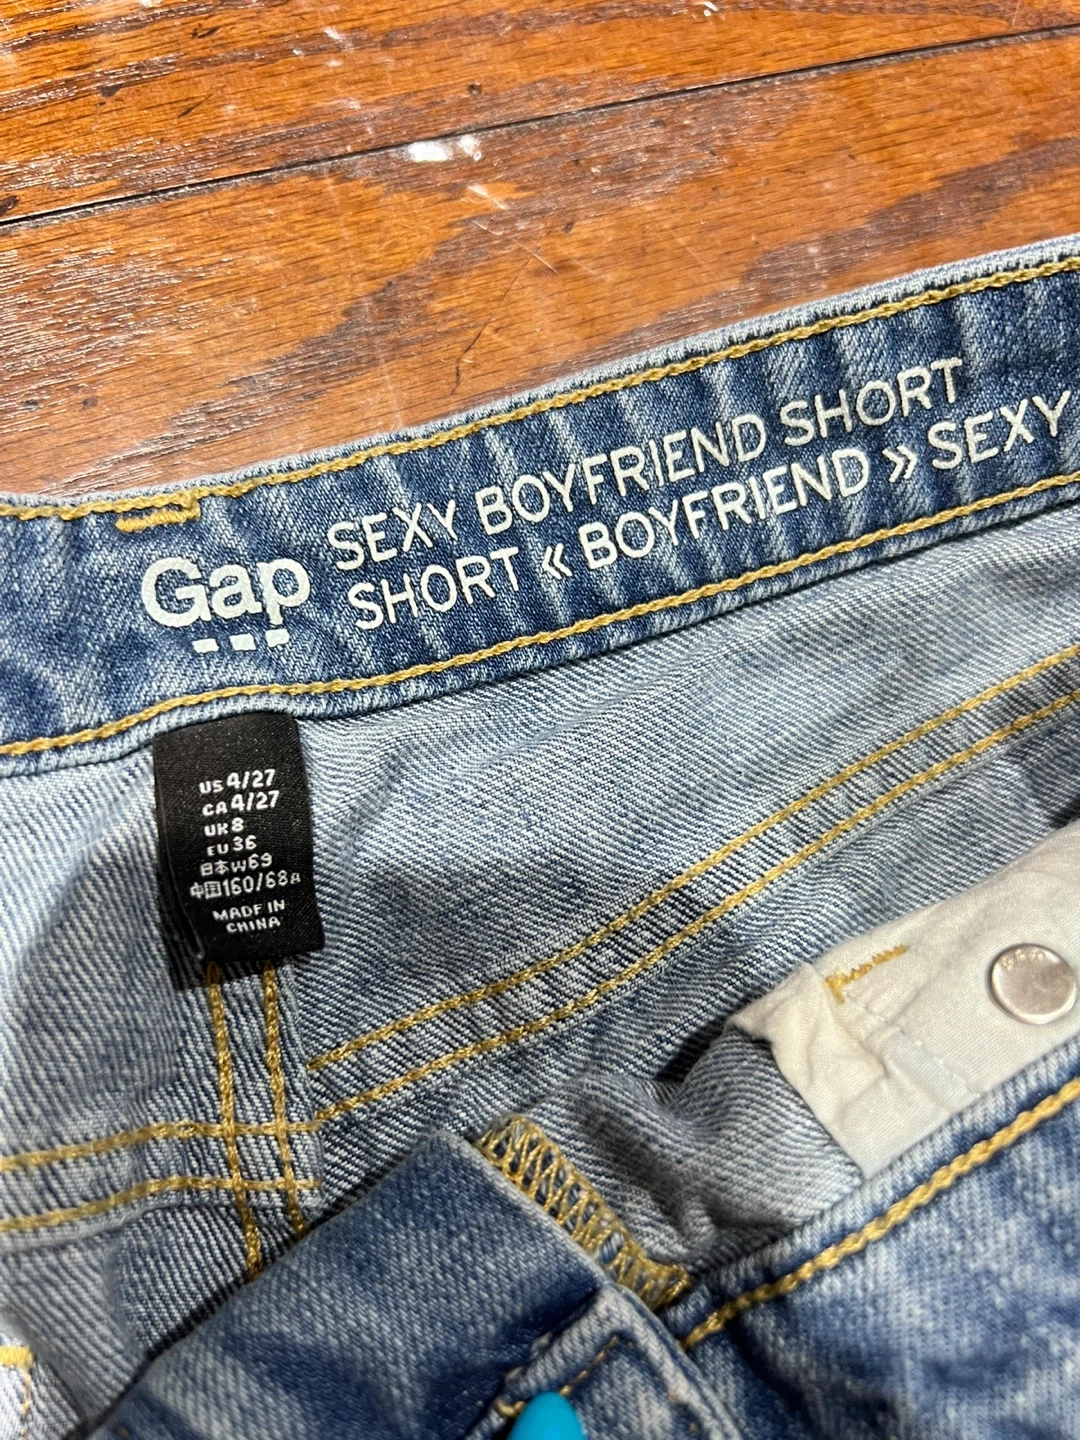 Gap
SEXY BOYFRIEND SHORT
SHORT « BOYFRIEND » SEXY
US 4/27
CA 4/27
UK 8
EU 36
日本 W69
中国 160/68A
MADE IN
CHINA